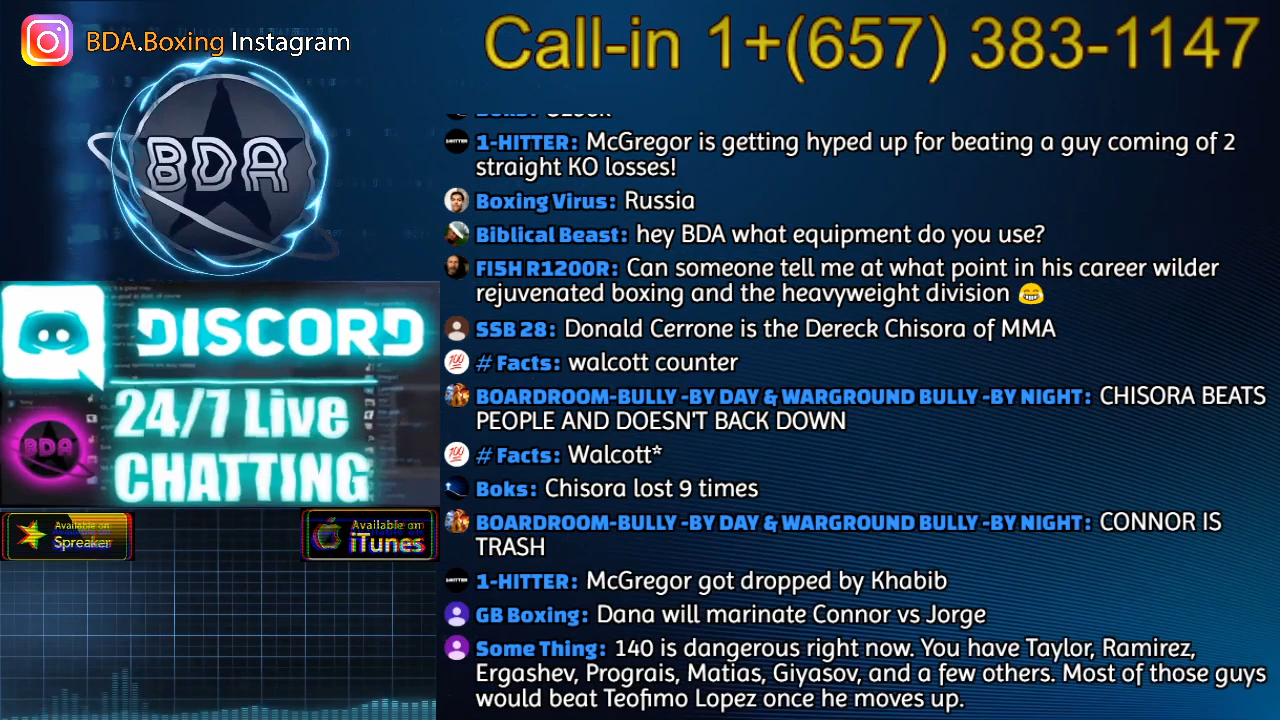 BDA.Boxing Instagram
Call-in 1+(657) 383-1147
BDA
1-HITTER: McGregor is getting hyped up for beating a guy coming of 2
straight KO losses!
Boxing Virus: Russia
Biblical Beast: hey BDA what equipment do you use?
FI5H R1200R: Can someone tell me at what point in his career wilder
rejuvenated boxing and the heavyweight division 😂
SSB 28: Donald Cerrone is the Dereck Chisora of MMA
# Facts: walcott counter
BOARDROOM-BULLY -BY DAY & WARGROUND BULLY -BY NIGHT: CHISORA BEATS
PEOPLE AND DOESN'T BACK DOWN
# Facts: Walcott*
Boks: Chisora lost 9 times
BOARDROOM-BULLY -BY DAY & WARGROUND BULLY -BY NIGHT: CONNOR IS
TRASH
1-HITTER: McGregor got dropped by Khabib
GB Boxing: Dana will marinate Connor vs Jorge
Some Thing: 140 is dangerous right now. You have Taylor, Ramirez,
Ergashev, Prograis, Matias, Giyasov, and a few others. Most of those guys
would beat Teofimo Lopez once he moves up.
DISCORD
24/7 Live
CHATTING
BDA
Available on
Spreaker
Available on
iTunes